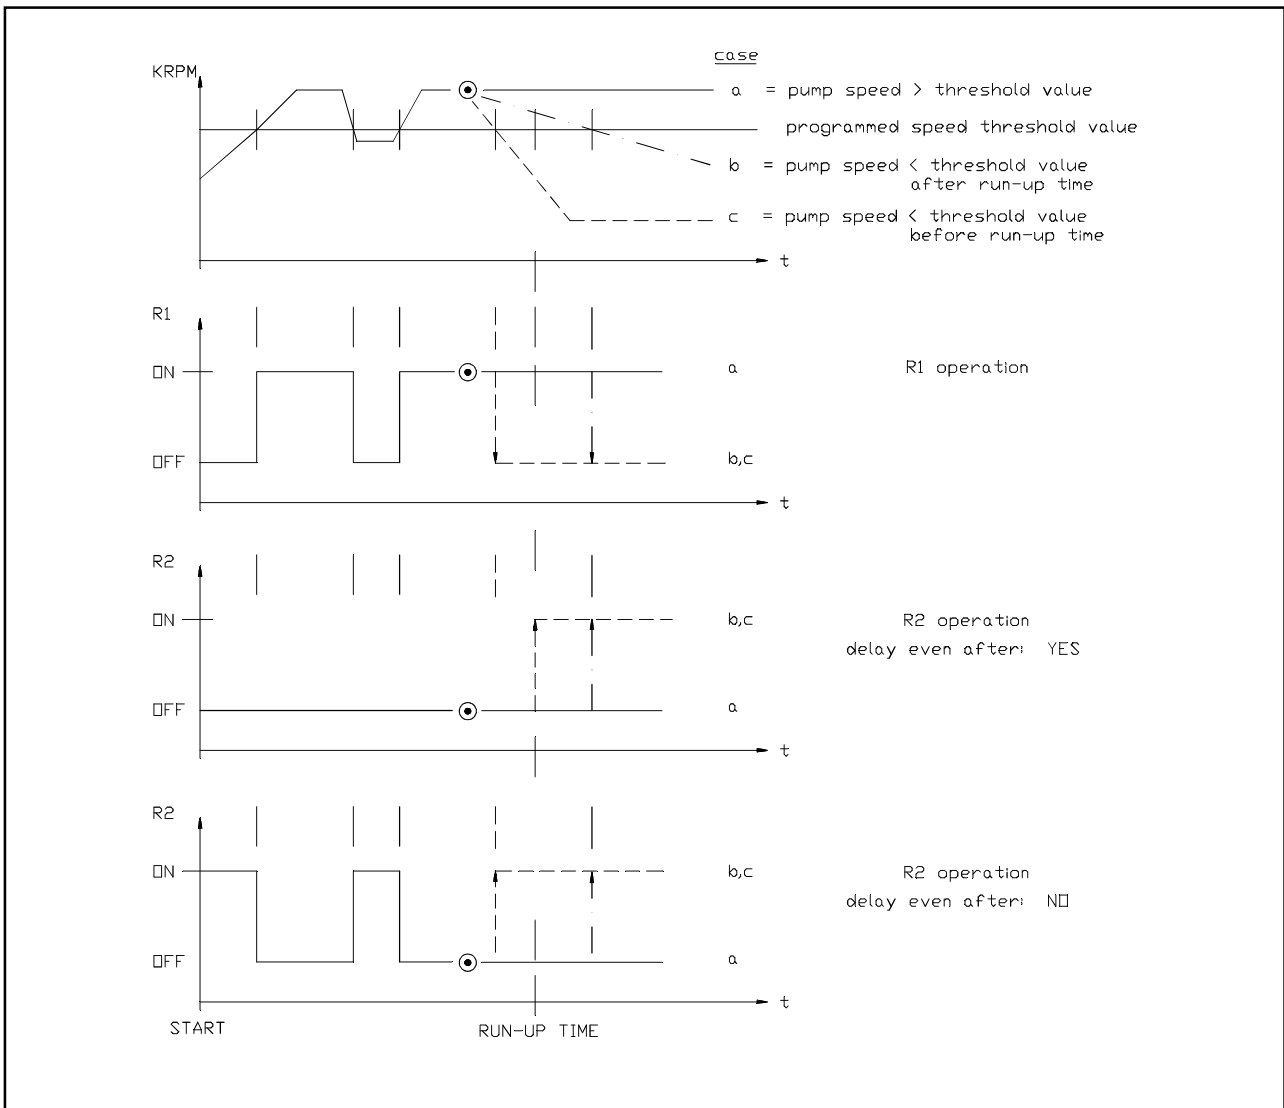 case
KRPM
a = pump speed > threshold value
programmed speed threshold value
b = pump speed < threshold value
after run-up time
c = pump speed < threshold value
before run-up time
t
R1
ON
a
R1 operation
OFF
b,c
t
R2
ON
b,c
R2 operation
delay even after: YES
OFF
a
t
R2
ON
b,c
R2 operation
delay even after: NO
OFF
a
t
START
RUN-UP TIME